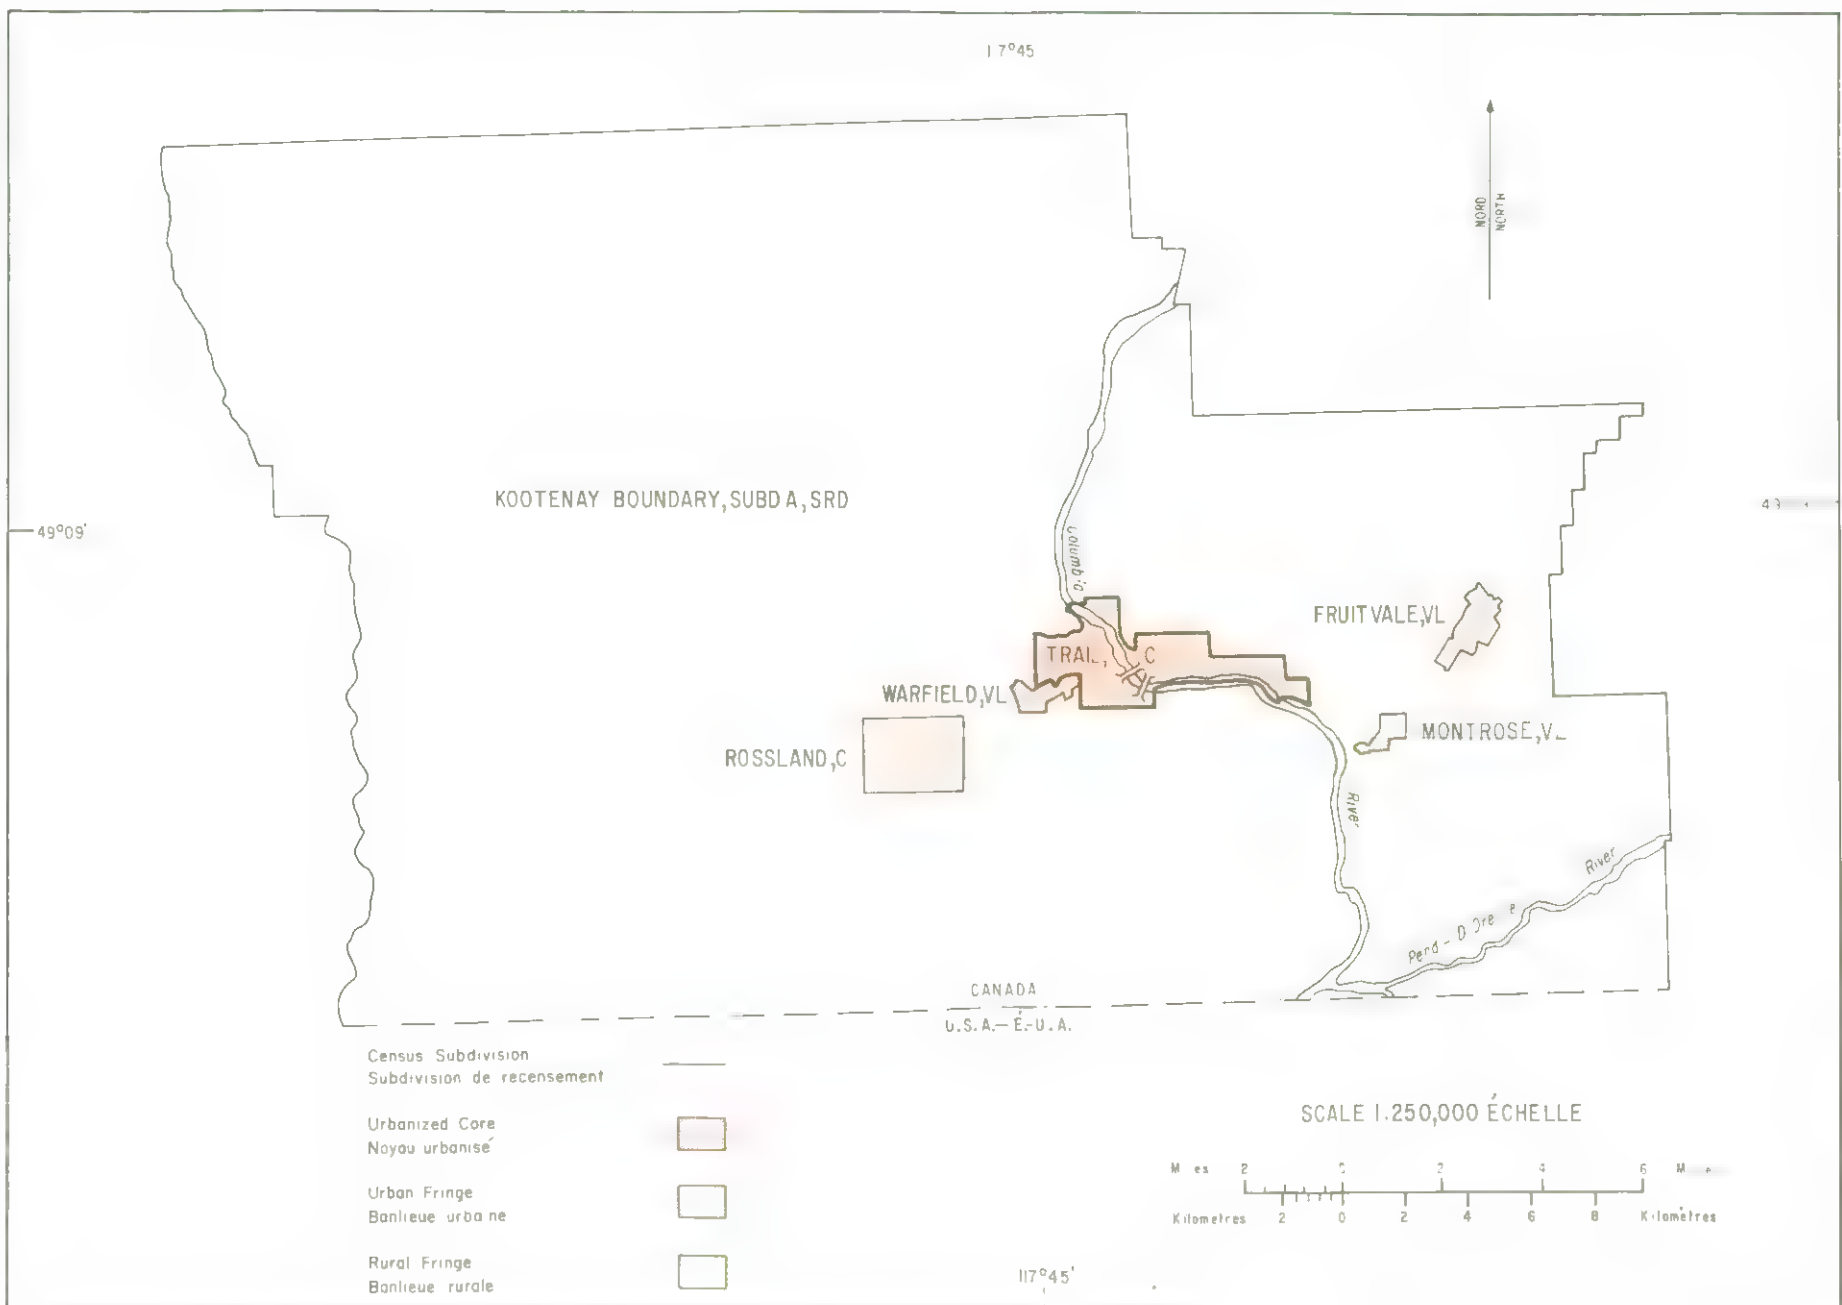 7°45
NORD
NORTH
KOOTENAY BOUNDARY, SUBD A, SRD
49°09'
Columbia
FRUITVALE, VL
TRAIL, C
WARFIELD, VL
MONTROSE,
ROSSLAND, C
River
River
CANADA
U.S.A.—É.-U.A.
Census Subdivision
Subdivision de recensement
Urbanized Core
Noyau urbanisé
Urban Fringe
Banlieue urbaine
Rural Fringe
Banlieue rurale
SCALE 1:250,000 ÉCHELLE
2 0 2 4 6
Kilometres 2 0 2 4 6 8 Kilomètres
117°45'